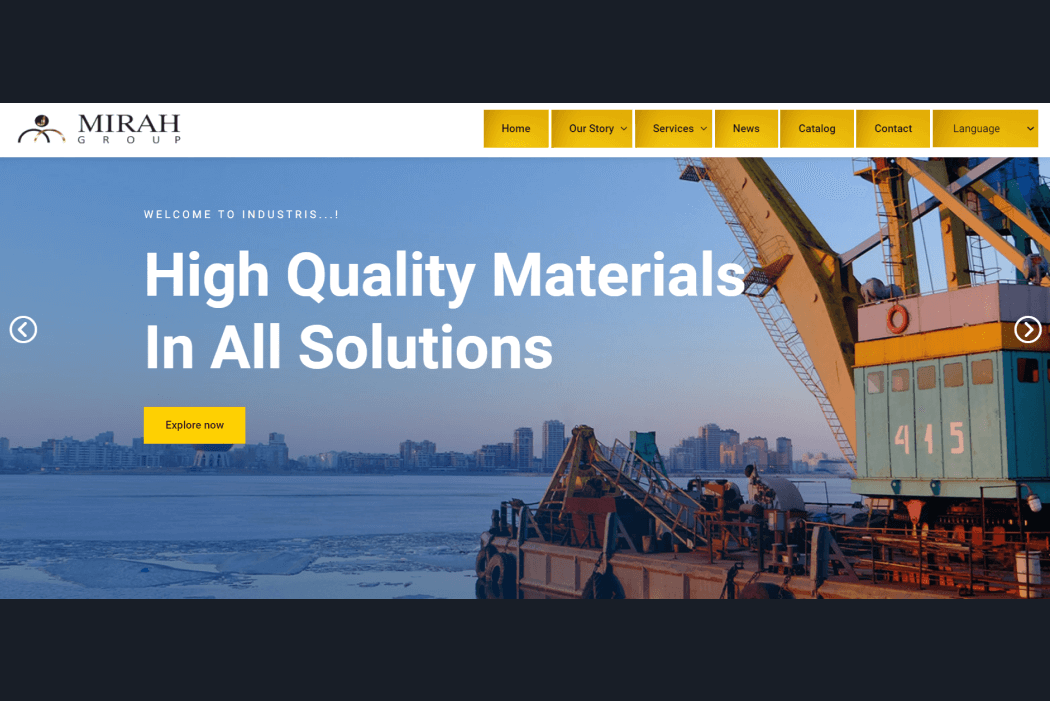 MIRAH
GROUP
Home
Our Story
Services
News
Catalog
Contact
Language
WELCOME TO INDUSTRIS...!
High Quality Materials
In All Solutions
Explore now
415